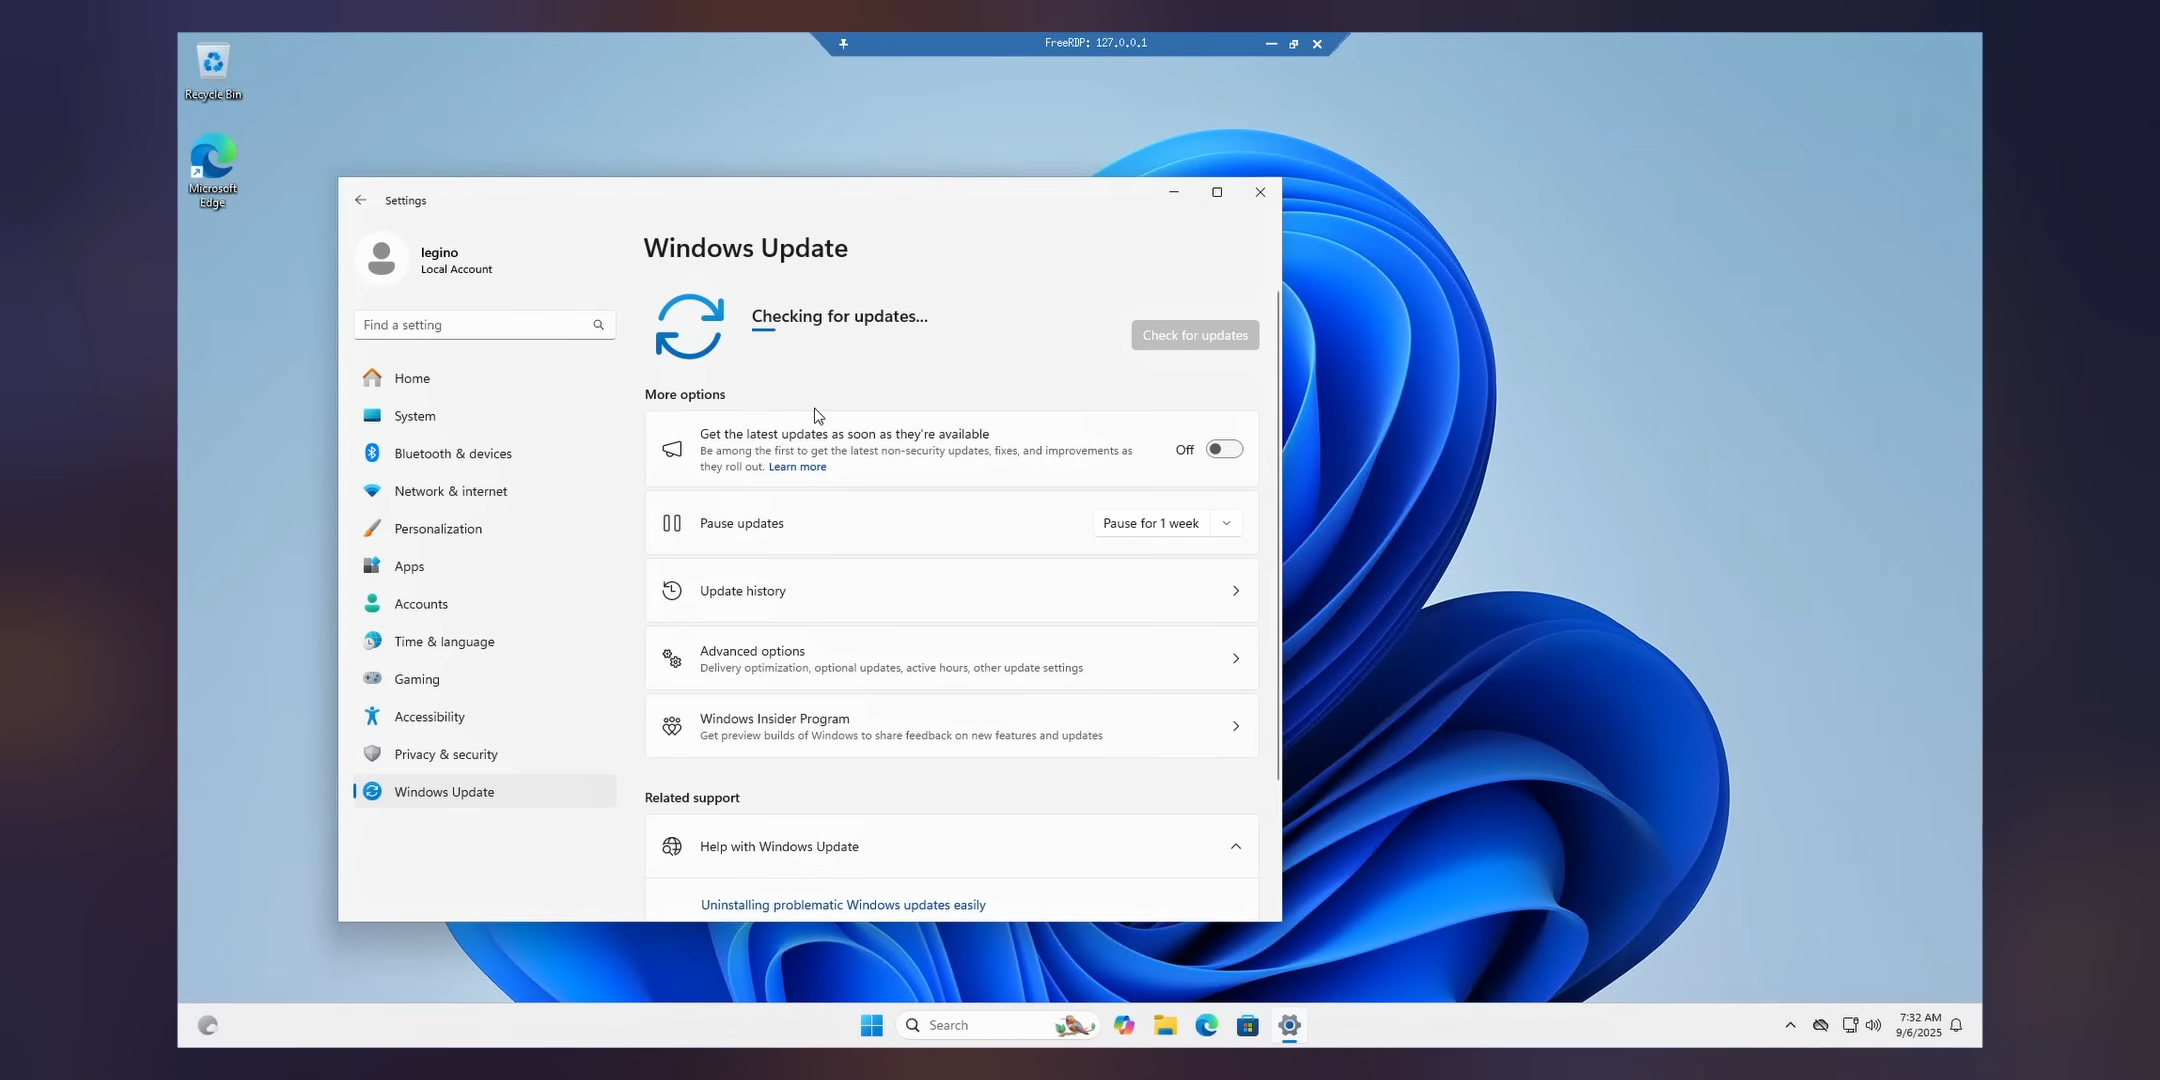 FreeRDP: 127.0.0.1
Recycle Bin
Microsoft
Edge
Settings
legino
Local Account
Find a setting
Home
System
Bluetooth & devices
Network & internet
Personalization
Apps
Accounts
Time & language
Gaming
Accessibility
Privacy & security
Windows Update
Windows Update
Checking for updates...
Check for updates
More options
Get the latest updates as soon as they're available
Be among the first to get the latest non-security updates, fixes, and improvements as
they roll out. Learn more
Off
Pause updates
Pause for 1 week
Update history
Advanced options
Delivery optimization, optional updates, active hours, other update settings
Windows Insider Program
Get preview builds of Windows to share feedback on new features and updates
Related support
Help with Windows Update
Uninstalling problematic Windows updates easily
Search
7:32 AM
9/6/2025